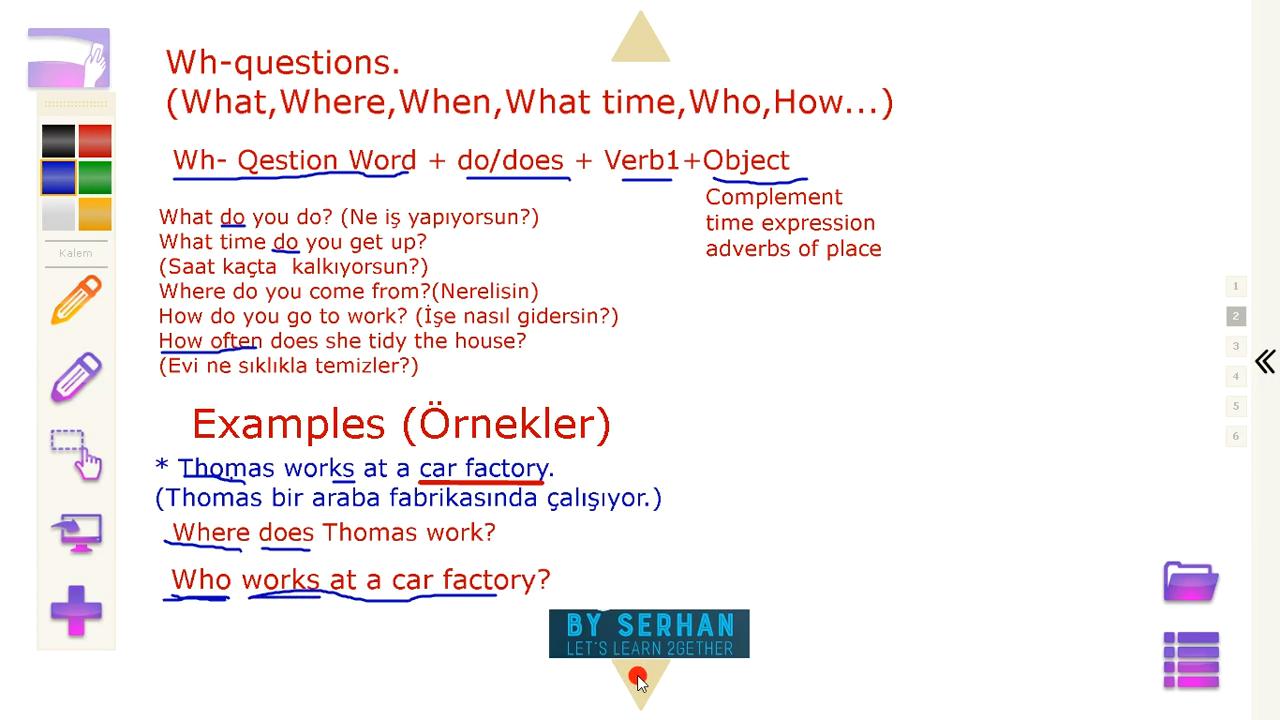 Wh-questions.
(What,Where,When,What time,Who,How...)
Wh- Qestion Word + do/does + Verb1+Object
Complement
time expression
adverbs of place
What do you do? (Ne iş yapıyorsun?)
What time do you get up?
(Saat kaçta  kalkıyorsun?)
Where do you come from?(Nerelisin)
How do you go to work? (İşe nasıl gidersin?)
How often does she tidy the house?
(Evi ne sıklıkla temizler?)
Examples (Örnekler)
* Thomas works at a car factory.
(Thomas bir araba fabrikasında çalışıyor.)
Where does Thomas work?
Who works at a car factory?
BY SERHAN
LET'S LEARN 2GETHER
Kalem
1
2
3
4
5
6